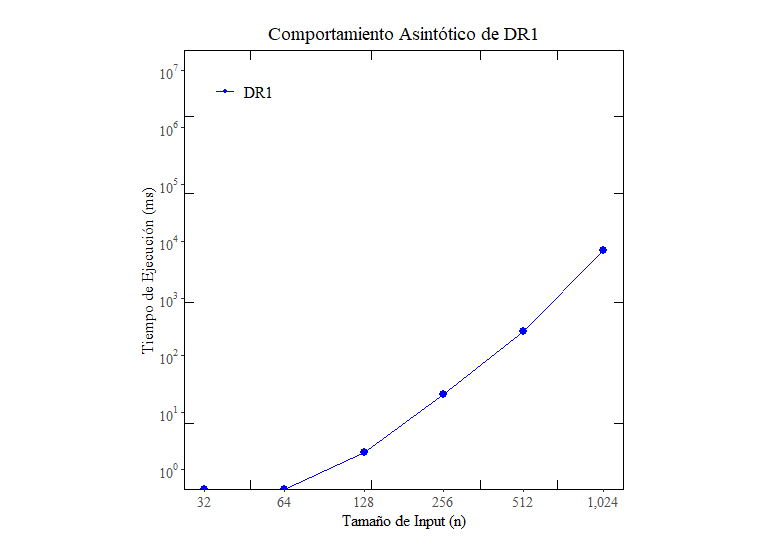 Comportamiento Asintótico de DR1
DR1
Tiempo de Ejecución (ms)
10⁷
10⁶
10⁵
10⁴
10³
10²
10¹
10⁰
32 64 128 256 512 1,024
Tamaño de Input (n)